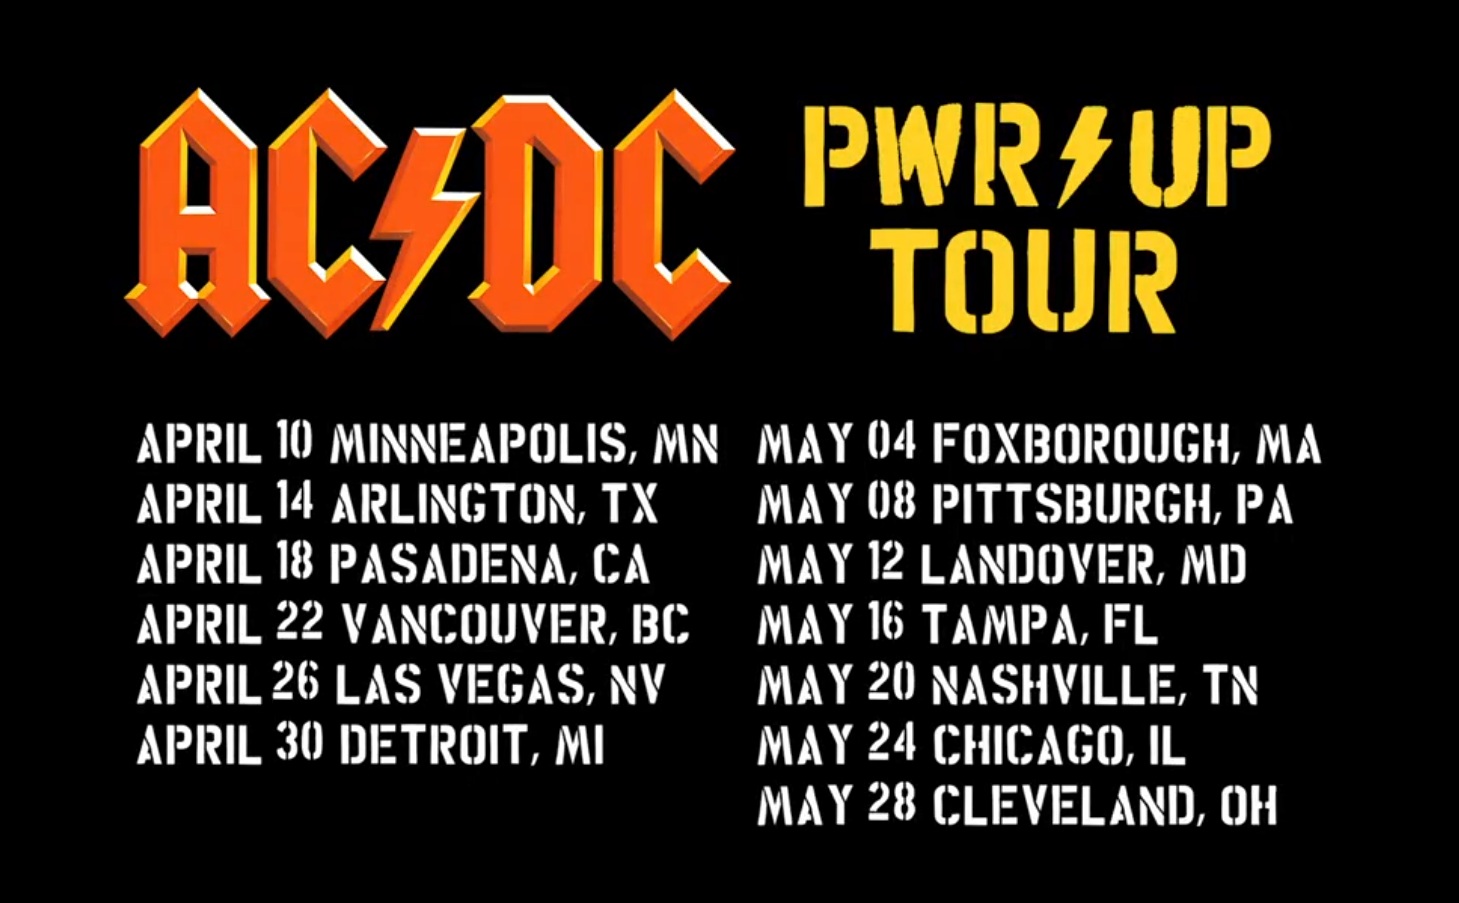 AC⚡DC
PWR⚡UP
TOUR
APRIL 10 MINNEAPOLIS, MN
APRIL 14 ARLINGTON, TX
APRIL 18 PASADENA, CA
APRIL 22 VANCOUVER, BC
APRIL 26 LAS VEGAS, NV
APRIL 30 DETROIT, MI
MAY 04 FOXBOROUGH, MA
MAY 08 PITTSBURGH, PA
MAY 12 LANDOVER, MD
MAY 16 TAMPA, FL
MAY 20 NASHVILLE, TN
MAY 24 CHICAGO, IL
MAY 28 CLEVELAND, OH